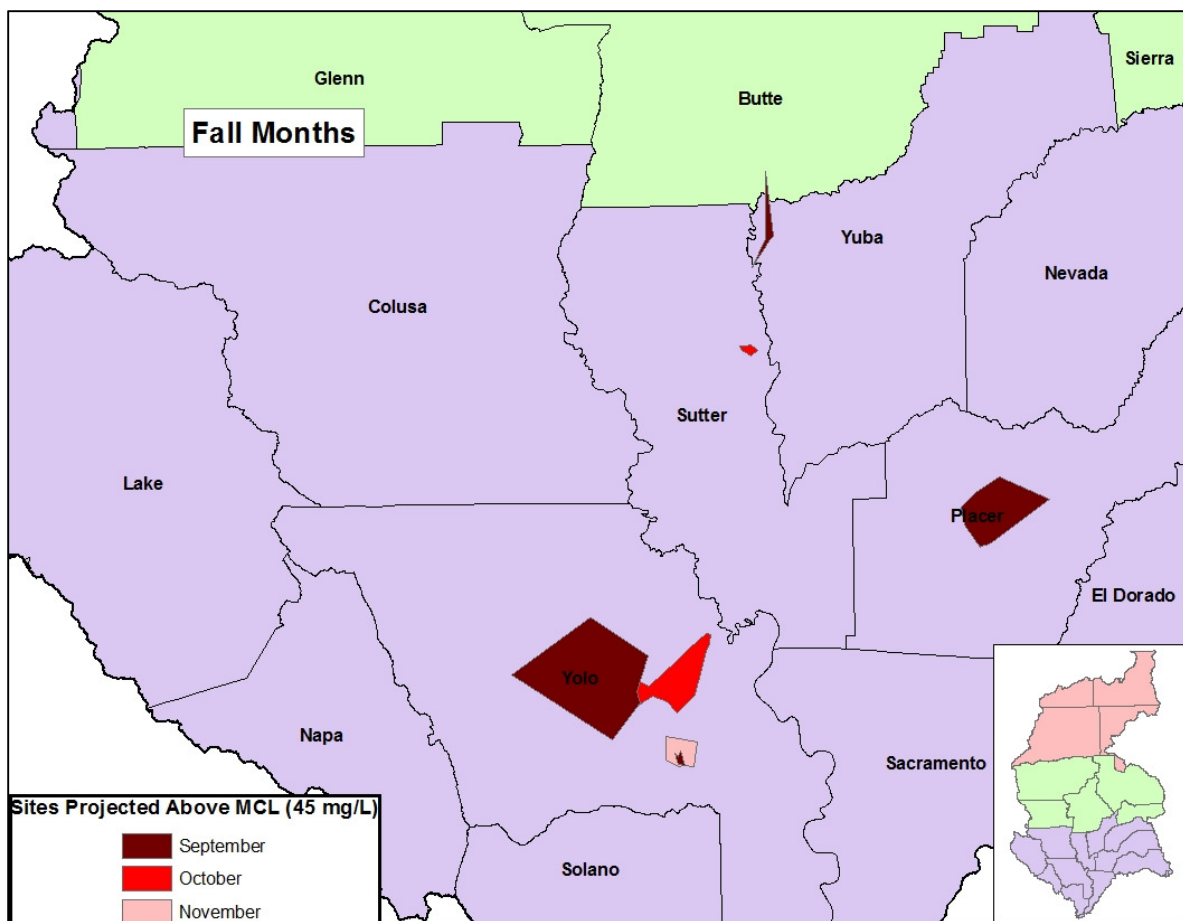 Sierra
Glenn
Butte
Fall Months
Yuba
Nevada
Colusa
Sutter
Lake
Placer
El Dorado
Yolo
Napa
Sacramento
Sites Projected Above MCL (45 mg/L)
September
Solano
October
November